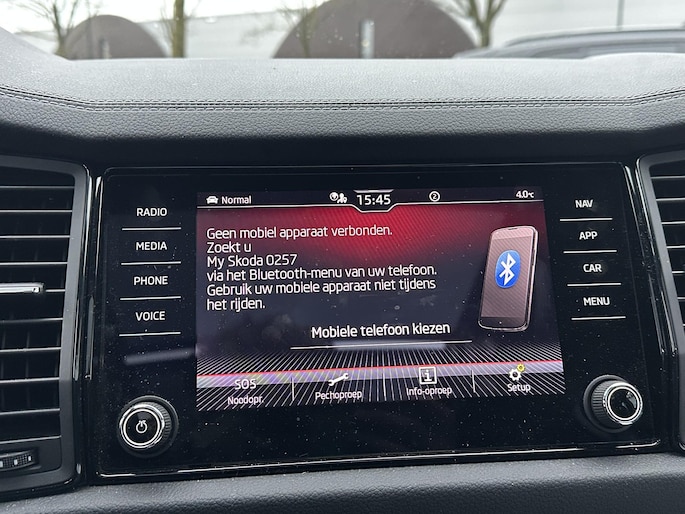 Normal
15:45
2
4.0°C
RADIO
MEDIA
PHONE
VOICE
Geen mobiel apparaat verbonden.
Zoekt u
My Skoda 0257
via het Bluetooth-menu van uw telefoon.
Gebruik uw mobiele apparaat niet tijdens
het rijden.
Mobiele telefoon kiezen
SOS
Noodopr.
Pechoproep
i
Info-oproep
Setup
NAV
APP
CAR
MENU